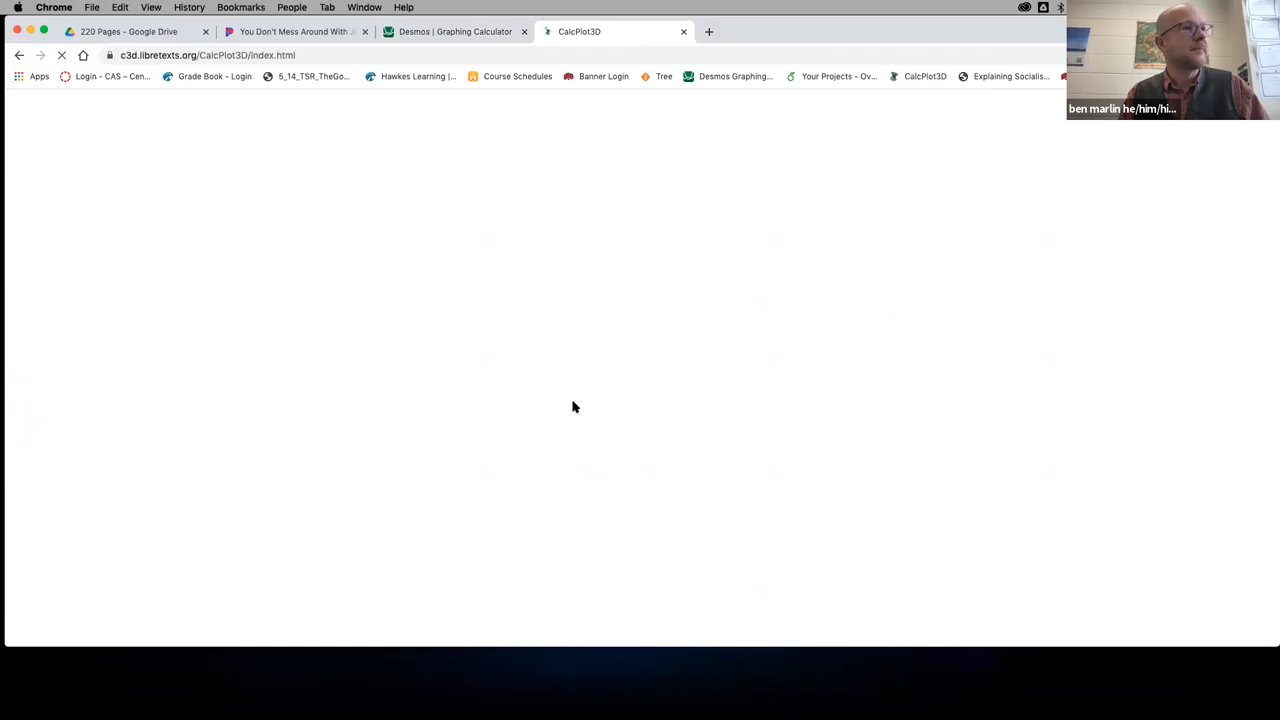 Chrome File Edit View History Bookmarks People Tab Window Help
220 Pages - Google Drive You Don't Mess Around With Ji Desmos | Graphing Calculator CalcPlot3D
c3d.libretexts.org/CalcPlot3D/index.html
Apps Login - CAS – Cen... Grade Book - Login 5_14_TSR_TheGo... Hawkes Learning |... Course Schedules Banner Login Tree Desmos Graphing... Your Projects - Ov... CalcPlot3D Explaining Socialis...
ben marlin he/him/hi...